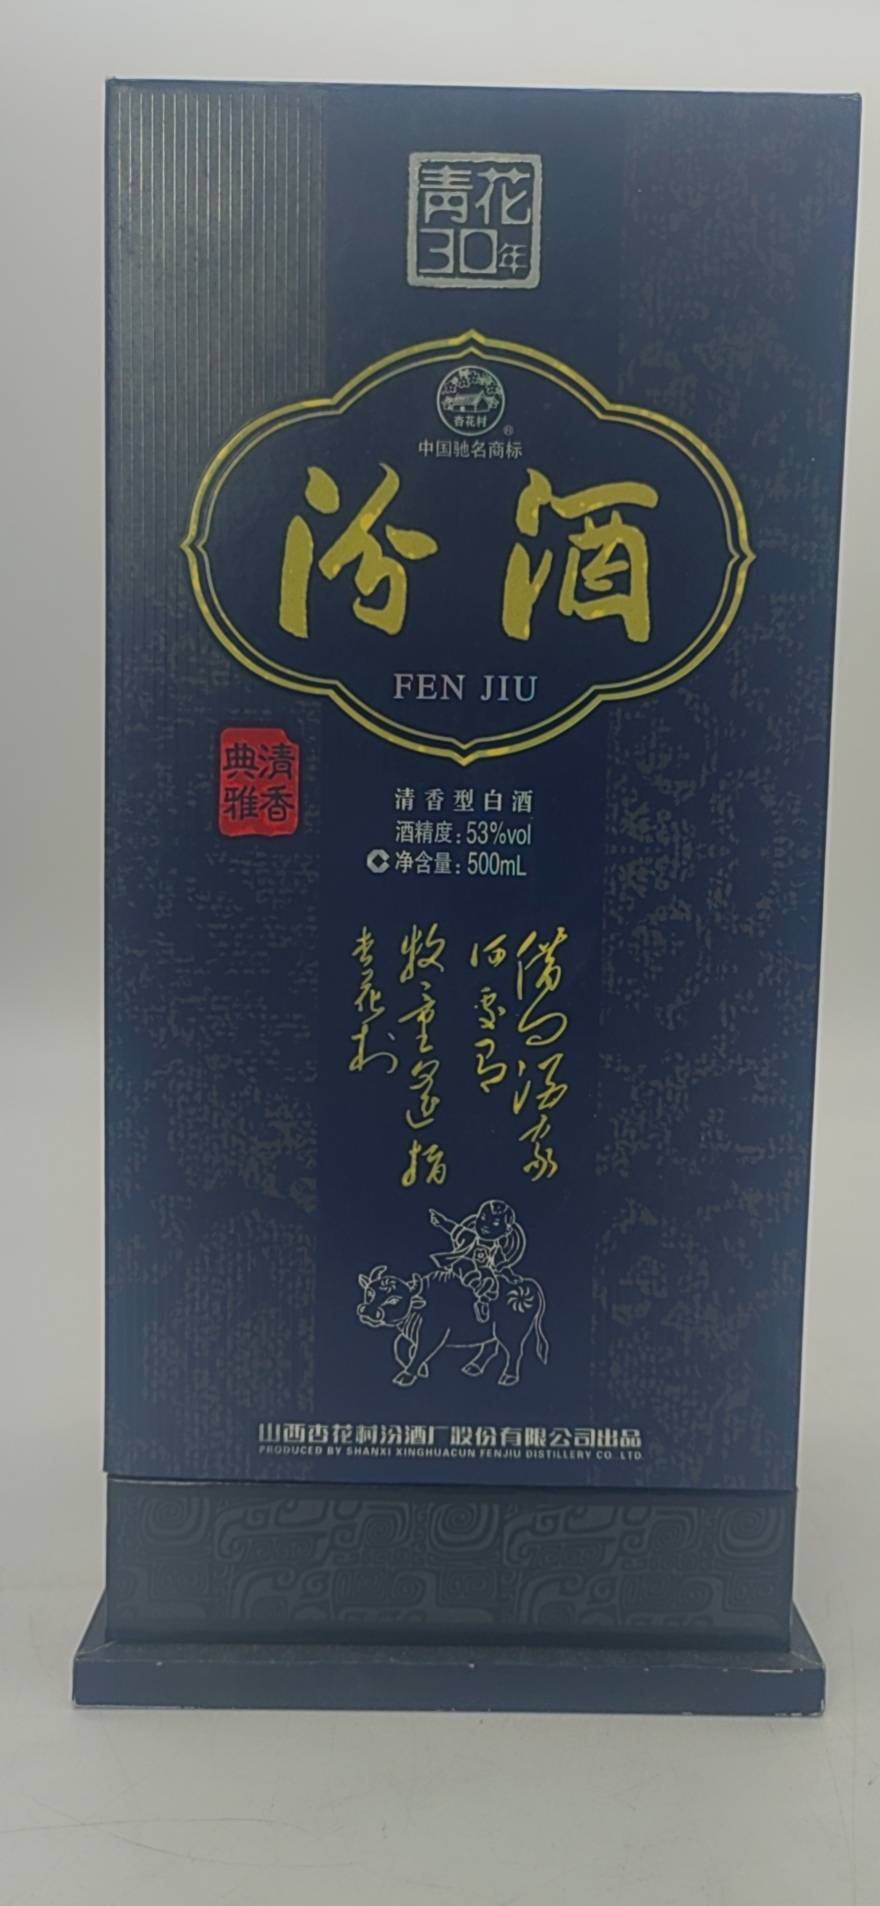 青花
30年
杏花村
®
中国驰名商标
汾酒
FEN JIU
清香
典雅
清香型白酒
酒精度:53%vol
净含量:500mL
借问酒家
何处有
牧童遥指
杏花村
山西杏花村汾酒厂股份有限公司出品
PRODUCED BY SHANXI XINGHUACUN FENJIU DISTILLERY CO.,LTD.